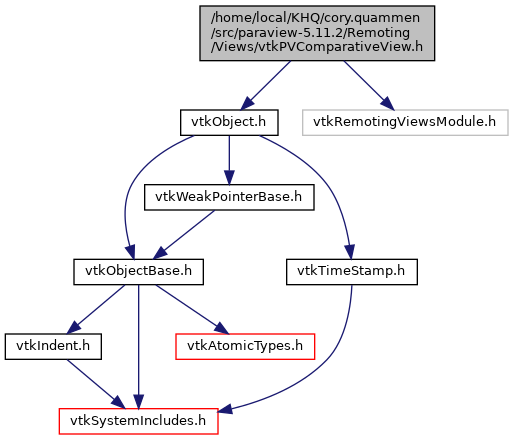 /home/local/KHQ/cory.quammen
/src/paraview-5.11.2/Remoting
/Views/vtkPVComparativeView.h
vtkObject.h
vtkRemotingViewsModule.h
vtkWeakPointerBase.h
vtkObjectBase.h
vtkTimeStamp.h
vtkIndent.h
vtkAtomicTypes.h
vtkSystemIncludes.h